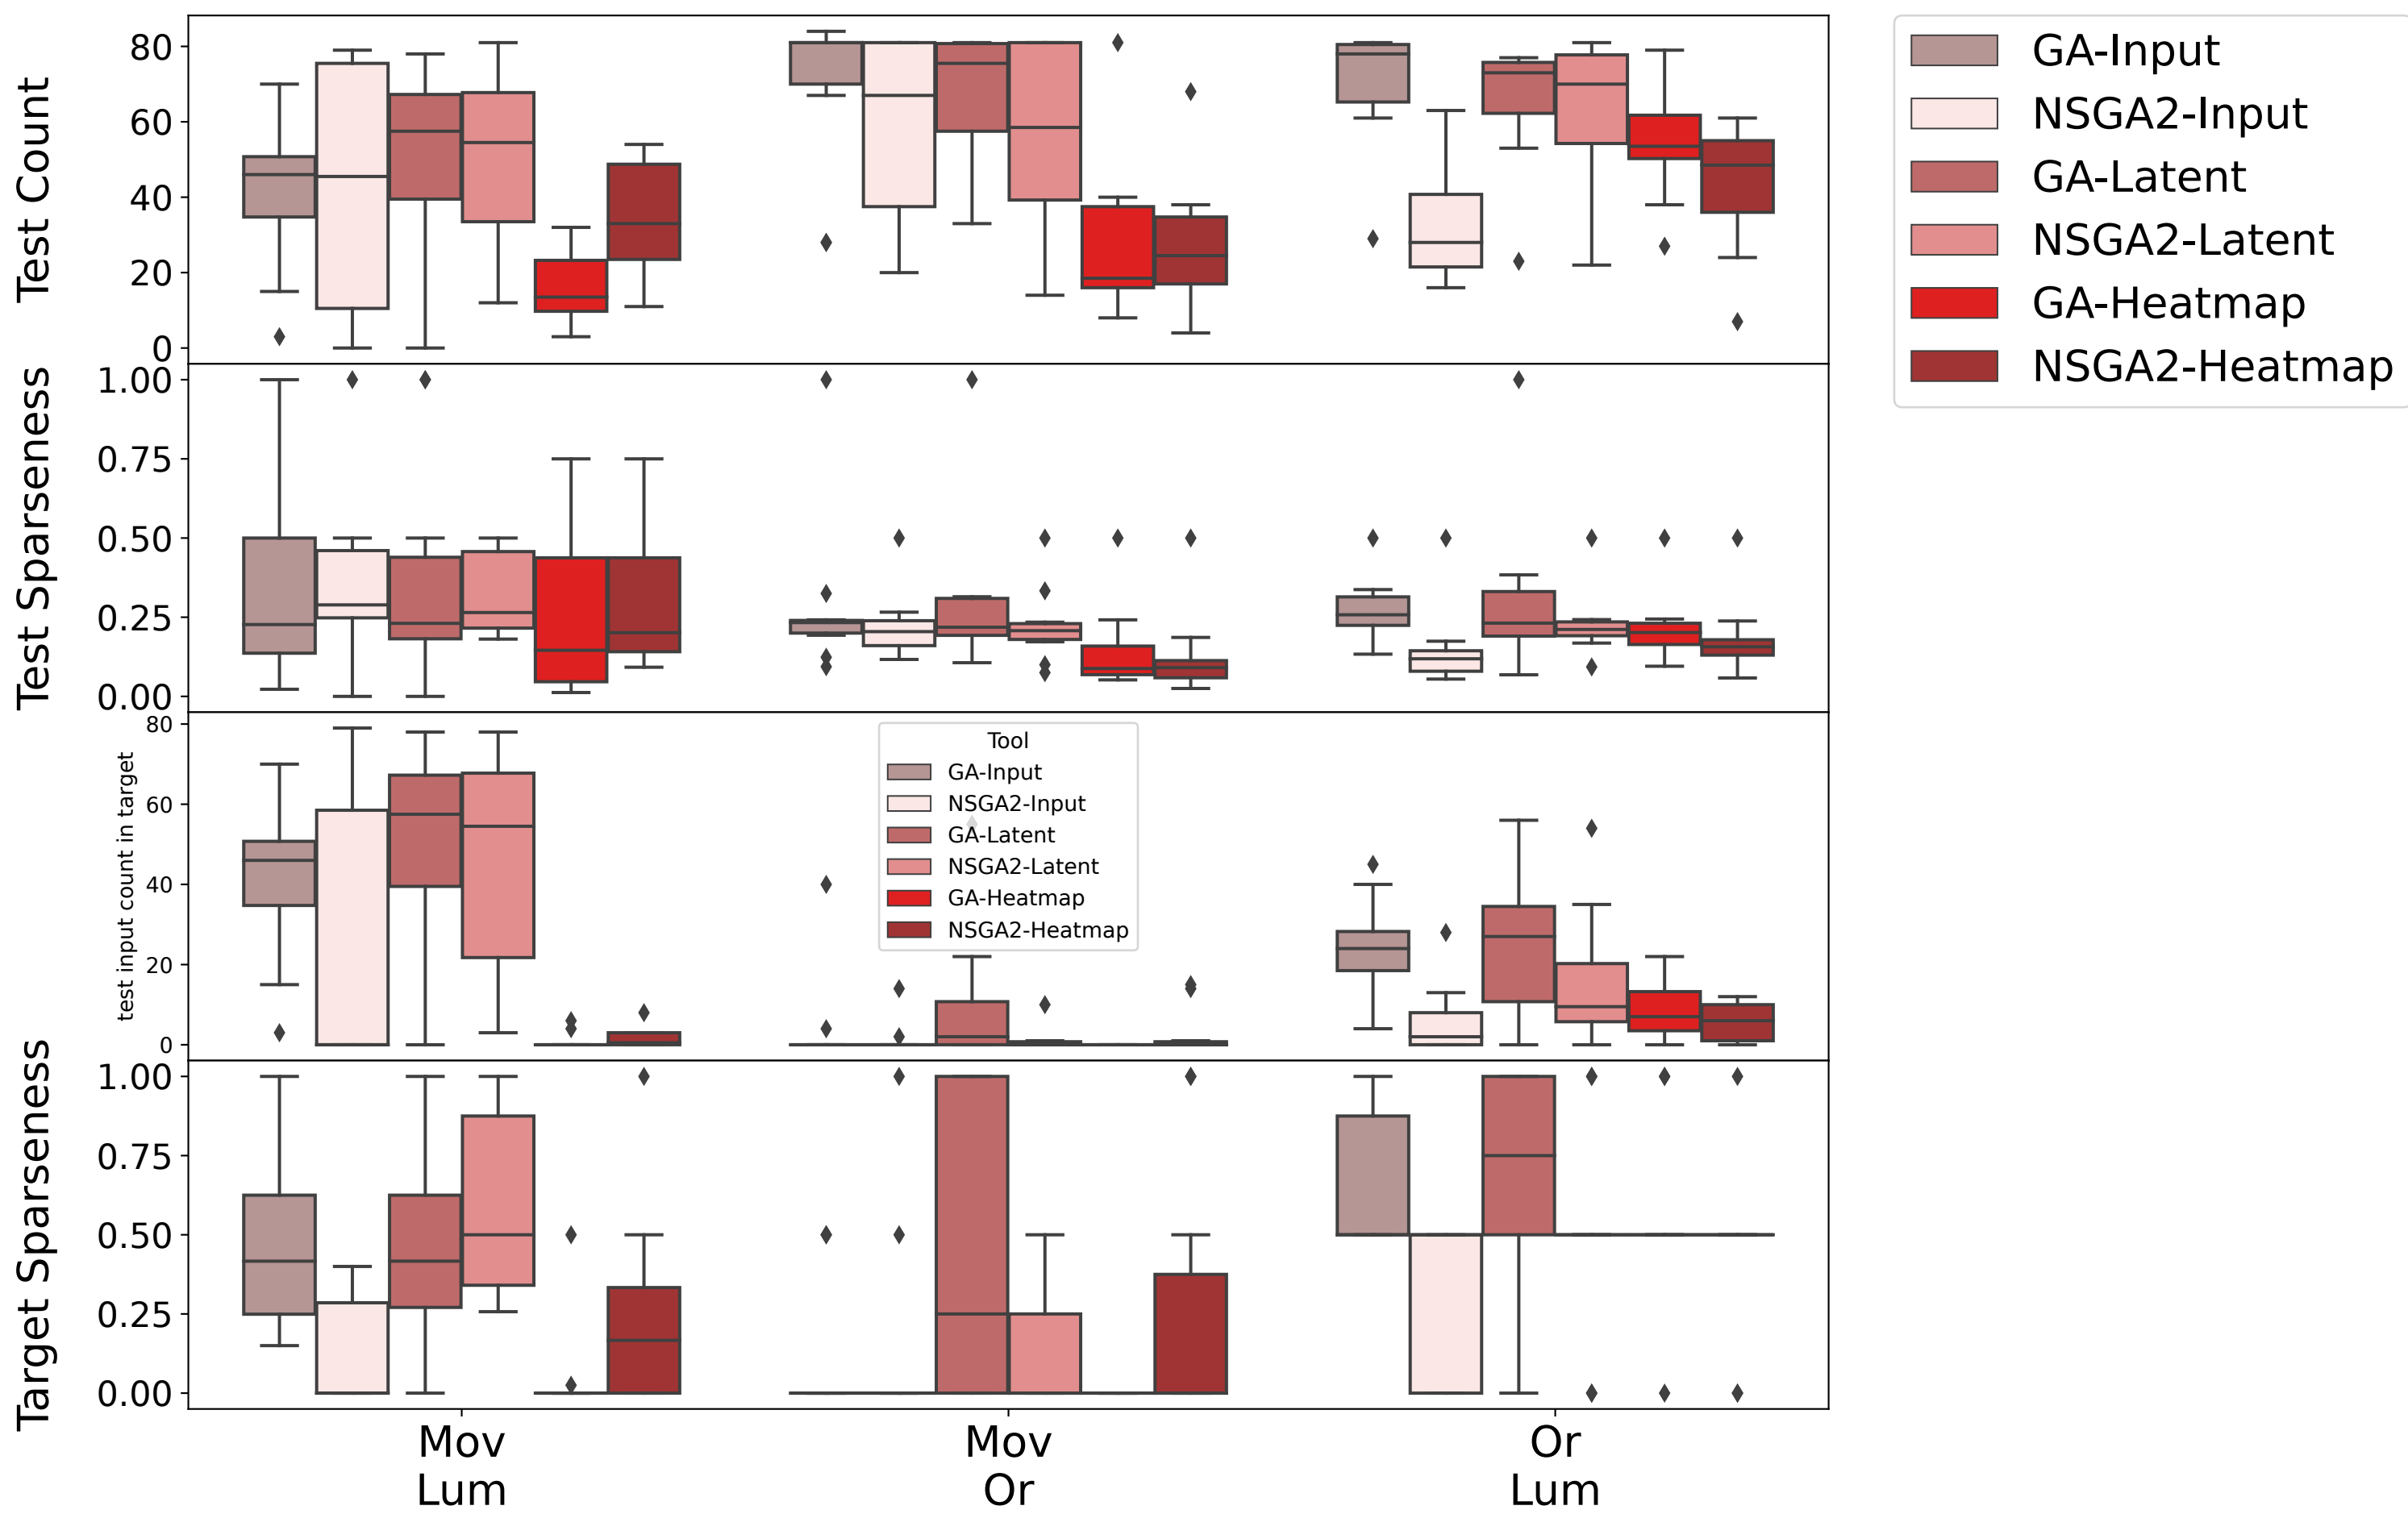 Test Count
80
60
40
20
0
GA-Input
NSGA2-Input
GA-Latent
NSGA2-Latent
GA-Heatmap
NSGA2-Heatmap
Test Sparseness
1.00
0.75
0.50
0.25
0.00
test input count in target
80
60
40
20
0
Tool
GA-Input
NSGA2-Input
GA-Latent
NSGA2-Latent
GA-Heatmap
NSGA2-Heatmap
Target Sparseness
1.00
0.75
0.50
0.25
0.00
Mov
Lum
Mov
Or
Or
Lum